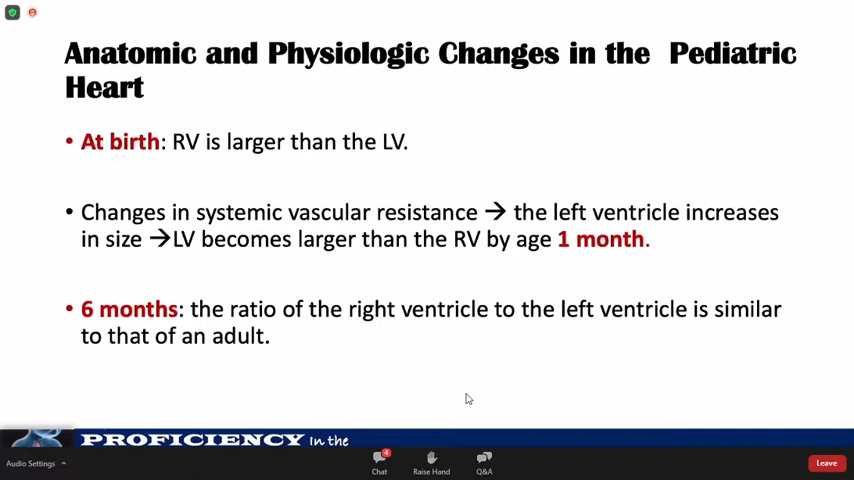 Anatomic and Physiologic Changes in the Pediatric
Heart
• At birth: RV is larger than the LV.
• Changes in systemic vascular resistance → the left ventricle increases
in size →LV becomes larger than the RV by age 1 month.
• 6 months: the ratio of the right ventricle to the left ventricle is similar
to that of an adult.
PROFICIENCY In the
Audio Settings
4
Chat
Raise Hand
Q&A
Leave